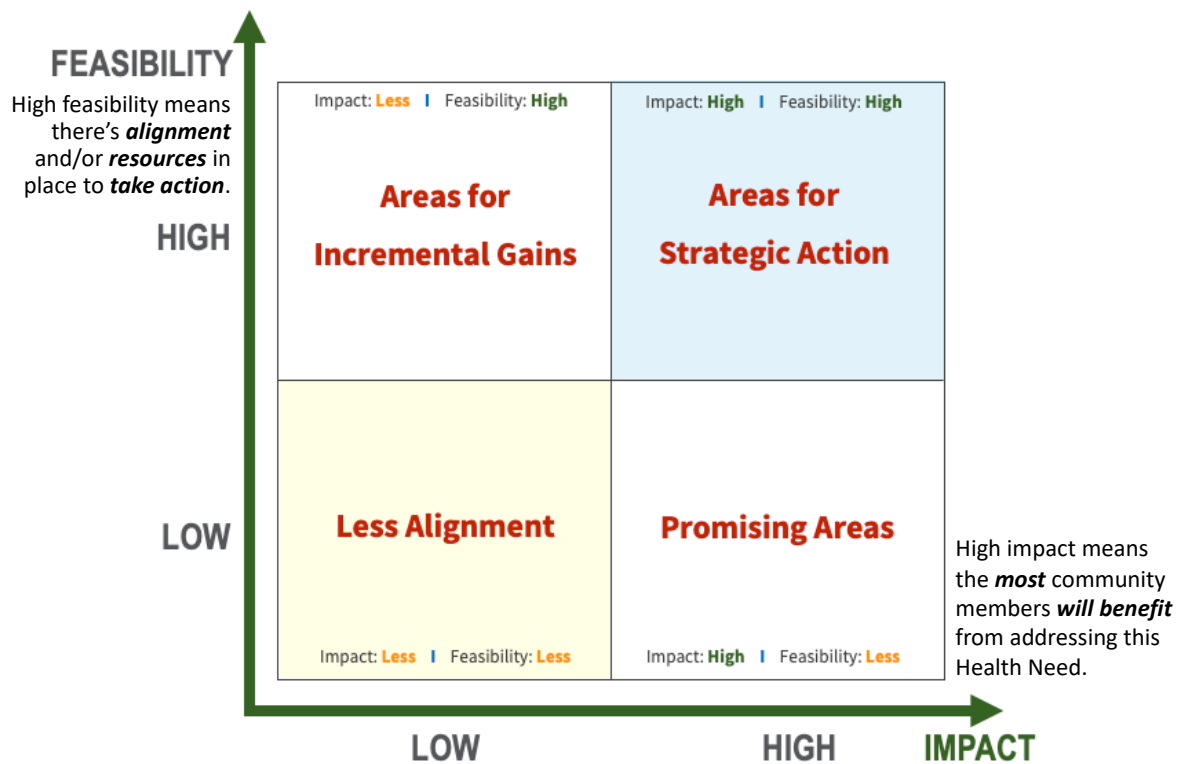 FEASIBILITY
High feasibility means
there’s alignment
and/or resources in
place to take action.
HIGH
LOW
Impact: Less I Feasibility: High
Areas for
Incremental Gains
Impact: High I Feasibility: High
Areas for
Strategic Action
Less Alignment
Impact: Less I Feasibility: Less
Promising Areas
Impact: High I Feasibility: Less
High impact means
the most community
members will benefit
from addressing this
Health Need.
LOW
HIGH
IMPACT